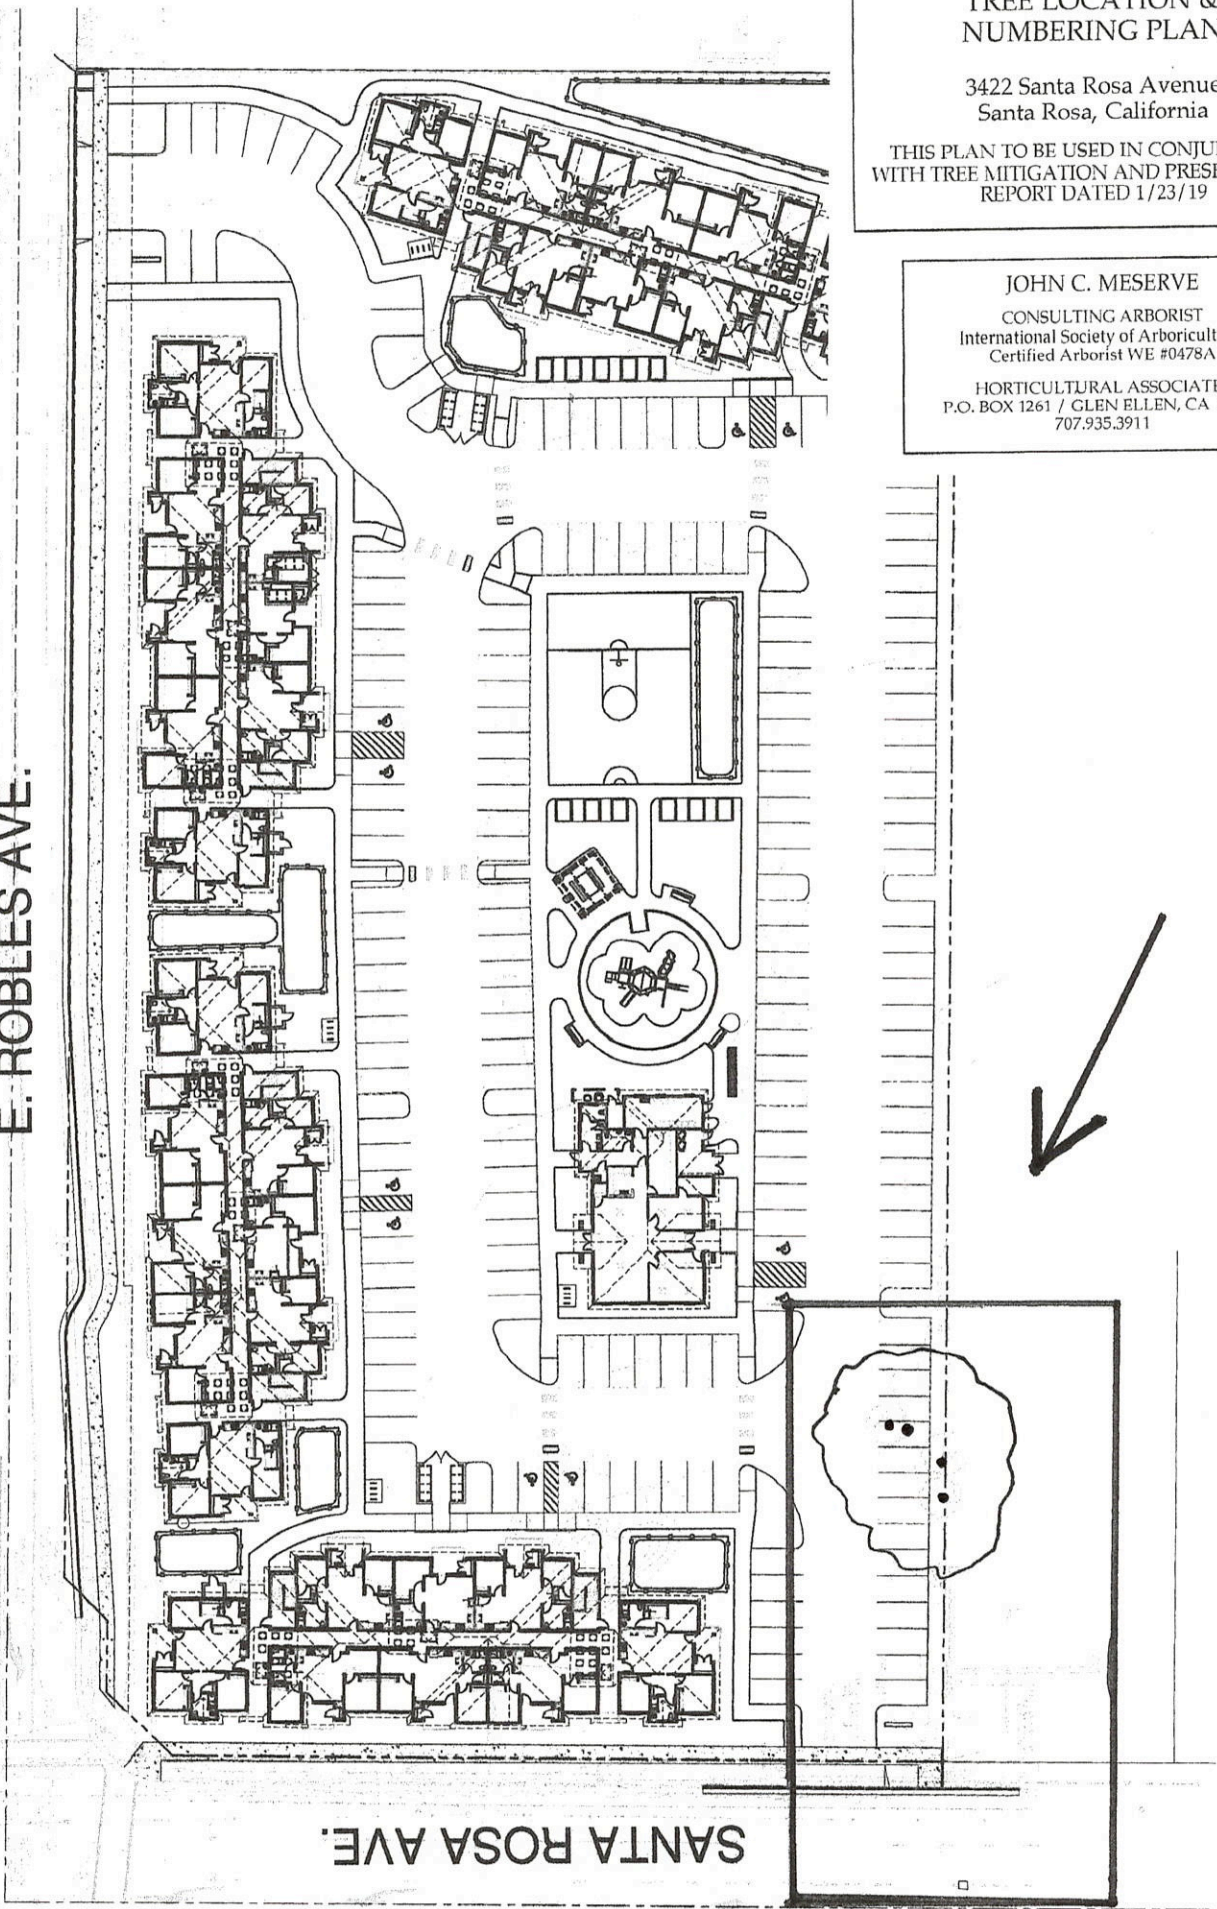 TREE LOCATION &
NUMBERING PLAN
3422 Santa Rosa Avenue
Santa Rosa, California
THIS PLAN TO BE USED IN CONJU
WITH TREE MITIGATION AND PRESE
REPORT DATED 1/23/19
JOHN C. MESERVE
CONSULTING ARBORIST
International Society of Arboricult
Certified Arborist WE #0478A
HORTICULTURAL ASSOCIATE
P.O. BOX 1261 / GLEN ELLEN, CA
707.935.3911
E. ROBLES AVE.
SANTA ROSA AVE.